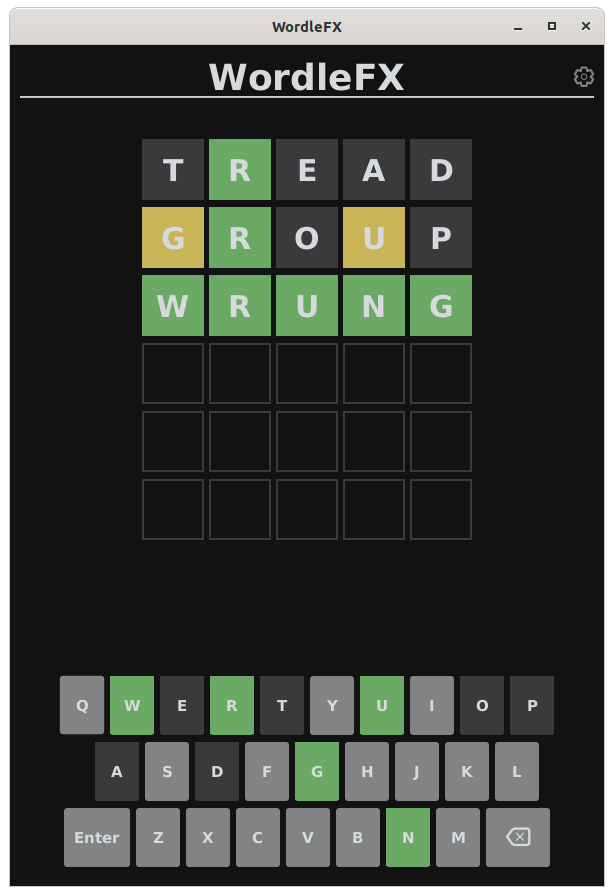 WordleFX
WordleFX
T R E A D
G R O U P
W R U N G
Q W E R T Y U I O P
A S D F G H J K L
Enter Z X C V B N M